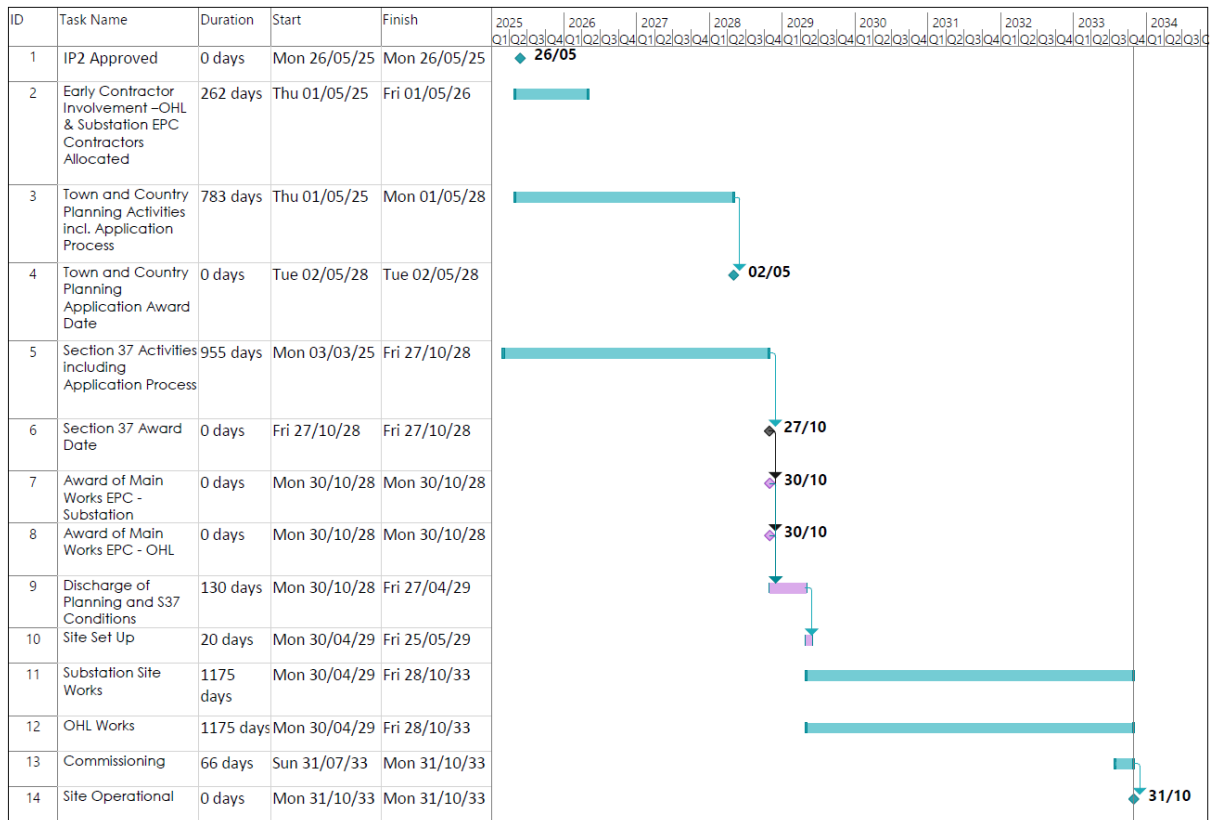 ID Task Name Duration Start Finish 2025 2026 2027 2028 2029 2030 2031 2032 2033 2034
Q1 Q2 Q3 Q4 Q1 Q2 Q3 Q4 Q1 Q2 Q3 Q4 Q1 Q2 Q3 Q4 Q1 Q2 Q3 Q4 Q1 Q2 Q3 Q4 Q1 Q2 Q3 Q4 Q1 Q2 Q3 Q4 Q1 Q2 Q3 Q4 Q1 Q2 Q3
1 IP2 Approved 0 days Mon 26/05/25 Mon 26/05/25 26/05
2 Early Contractor 262 days Thu 01/05/25 Fri 01/05/26
Involvement –OHL
& Substation EPC
Contractors
Allocated
3 Town and Country 783 days Thu 01/05/25 Mon 01/05/28
Planning Activities
incl. Application
Process
4 Town and Country 0 days Tue 02/05/28 Tue 02/05/28 02/05
Planning
Application Award
Date
5 Section 37 Activities 955 days Mon 03/03/25 Fri 27/10/28
including
Application Process
6 Section 37 Award 0 days Fri 27/10/28 Fri 27/10/28 27/10
Date
7 Award of Main 0 days Mon 30/10/28 Mon 30/10/28 30/10
Works EPC -
Substation
8 Award of Main 0 days Mon 30/10/28 Mon 30/10/28 30/10
Works EPC - OHL
9 Discharge of 130 days Mon 30/10/28 Fri 27/04/29
Planning and S37
Conditions
10 Site Set Up 20 days Mon 30/04/29 Fri 25/05/29
11 Substation Site 1175 Mon 30/04/29 Fri 28/10/33
Works days
12 OHL Works 1175 days Mon 30/04/29 Fri 28/10/33
13 Commissioning 66 days Sun 31/07/33 Mon 31/10/33
14 Site Operational 0 days Mon 31/10/33 Mon 31/10/33 31/10